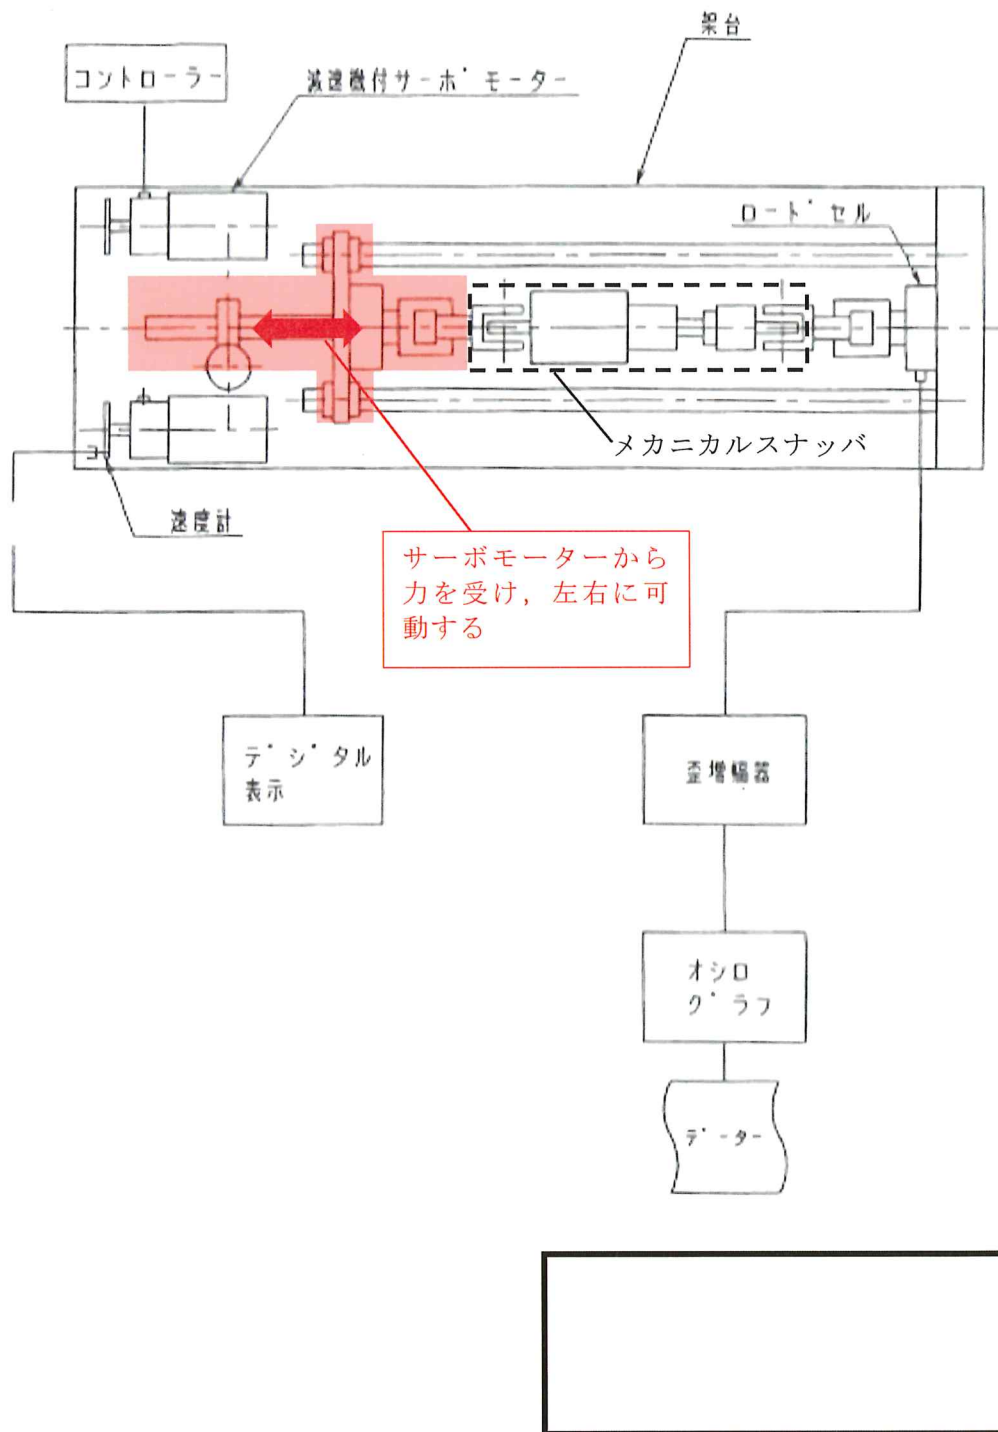 架台
コントローラー
減速機付サーボモーター
ロードセル
メカニカルスナッバ
速度計
サーボモーターから
力を受け，左右に可
動する
デジタル
表示
歪増幅器
オシロ
グラフ
データー